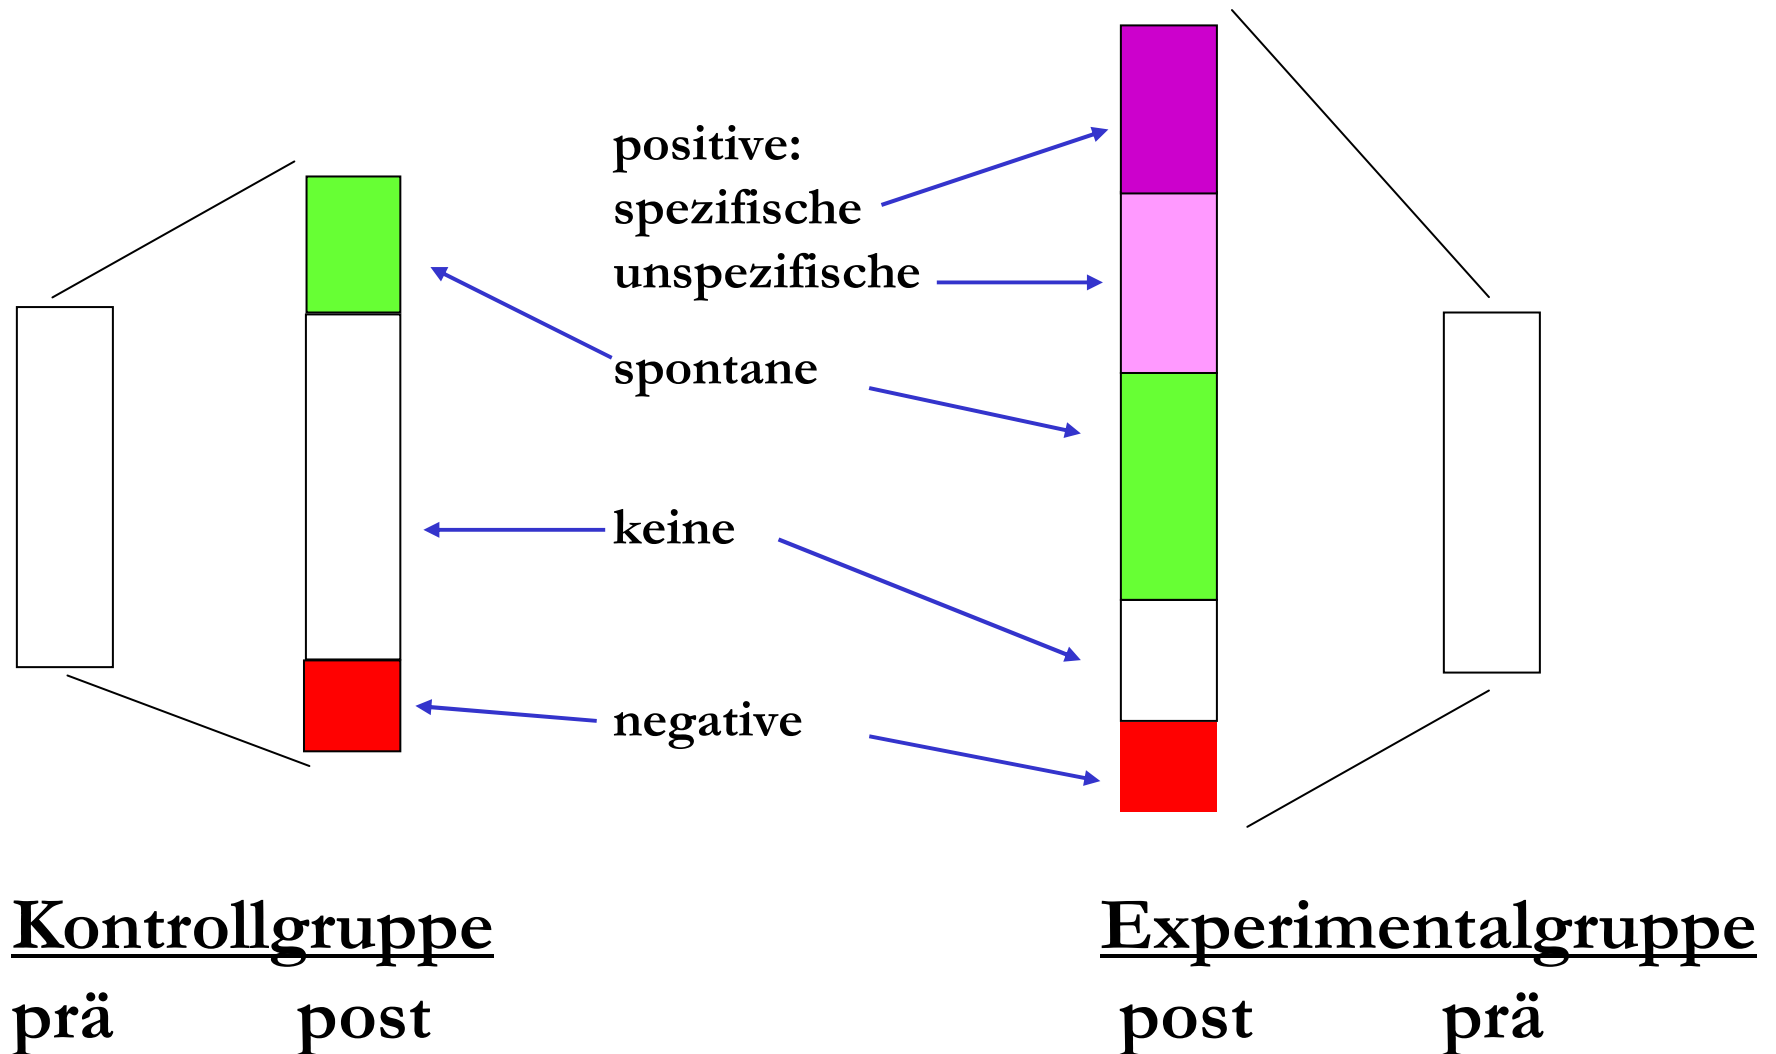 positive:
spezifische
unspezifische
spontane
keine
negative
Kontrollgruppe
prä post
Experimentalgruppe
post prä